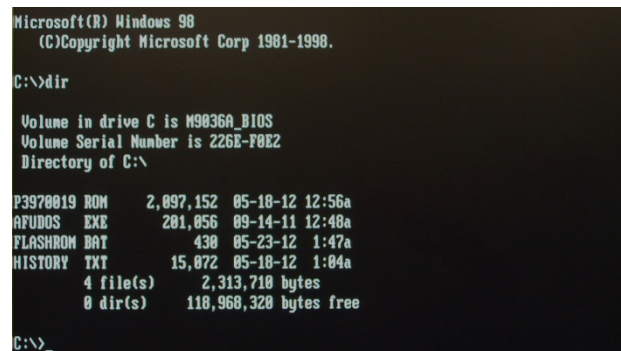 Microsoft(R) Windows 98
(C)Copyright Microsoft Corp 1981-1998.
C:\>dir
Volume in drive C is M9036A_BIOS
Volume Serial Number is 226E-F0E2
Directory of C:\
P3970019 ROM 2,097,152 05-18-12 12:56a
AFUDOS EXE 201,056 09-14-11 12:48a
FLASHROM BAT 430 05-23-12 1:47a
HISTORY TXT 15,072 05-18-12 1:04a
4 file(s) 2,313,710 bytes
0 dir(s) 118,968,320 bytes free
C:\>_